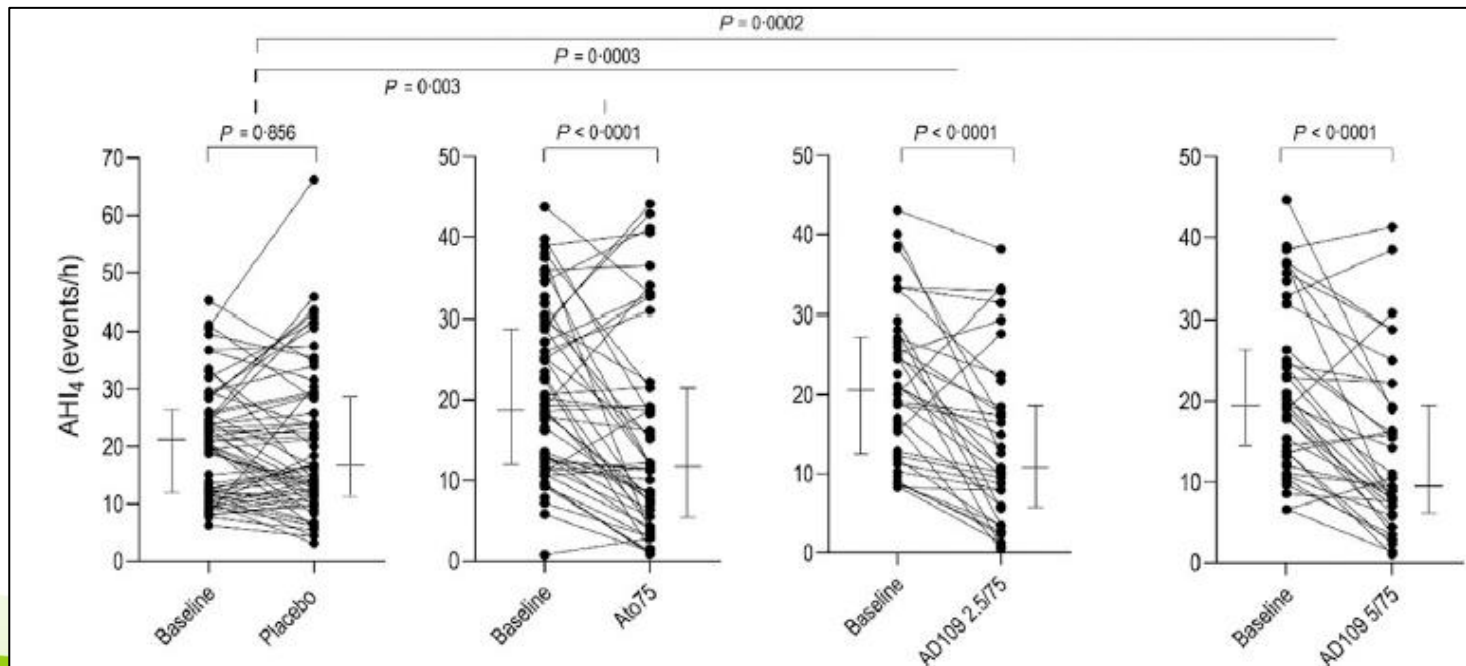 P = 0·0002
P = 0·0003
P = 0·003
P = 0·856
P < 0·0001
P < 0·0001
P < 0·0001
AHI4 (events/h)
70
60
50
40
30
20
10
0
Baseline
Placebo
50
40
30
20
10
0
Baseline
Ato75
50
40
30
20
10
0
Baseline
AD109 2.5/75
50
40
30
20
10
0
Baseline
AD109 5/75